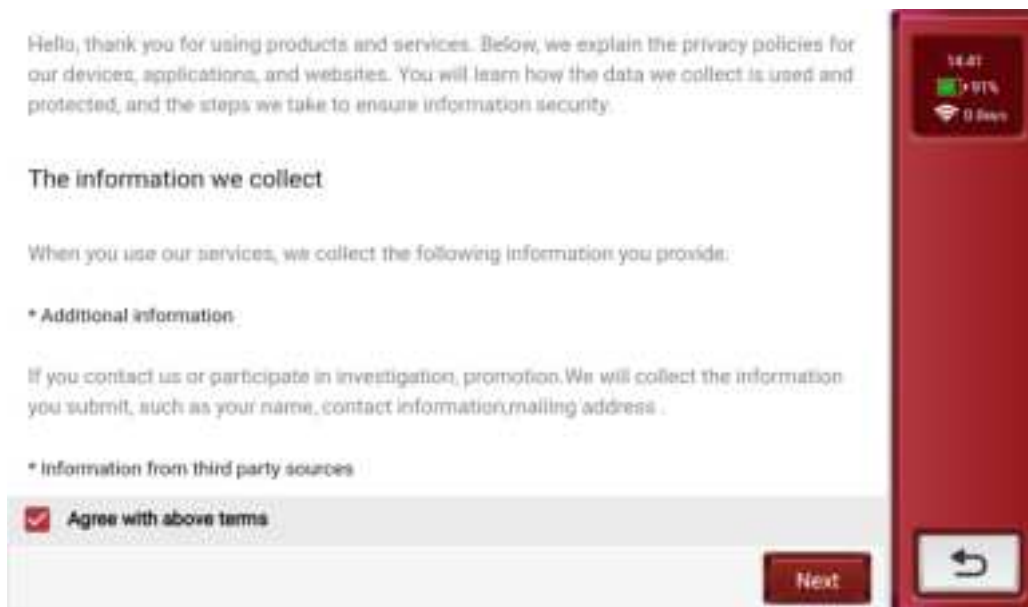 Hello, thank you for using products and services. Below, we explain the privacy policies for
our devices, applications, and websites. You will learn how the data we collect is used and
protected, and the steps we take to ensure information security.
The information we collect
When you use our services, we collect the following information you provide:
* Additional information
If you contact us or participate in investigation, promotion.We will collect the information
you submit, such as your name, contact information,mailing address .
* Information from third party sources
Agree with above terms
Next
14:41
91%